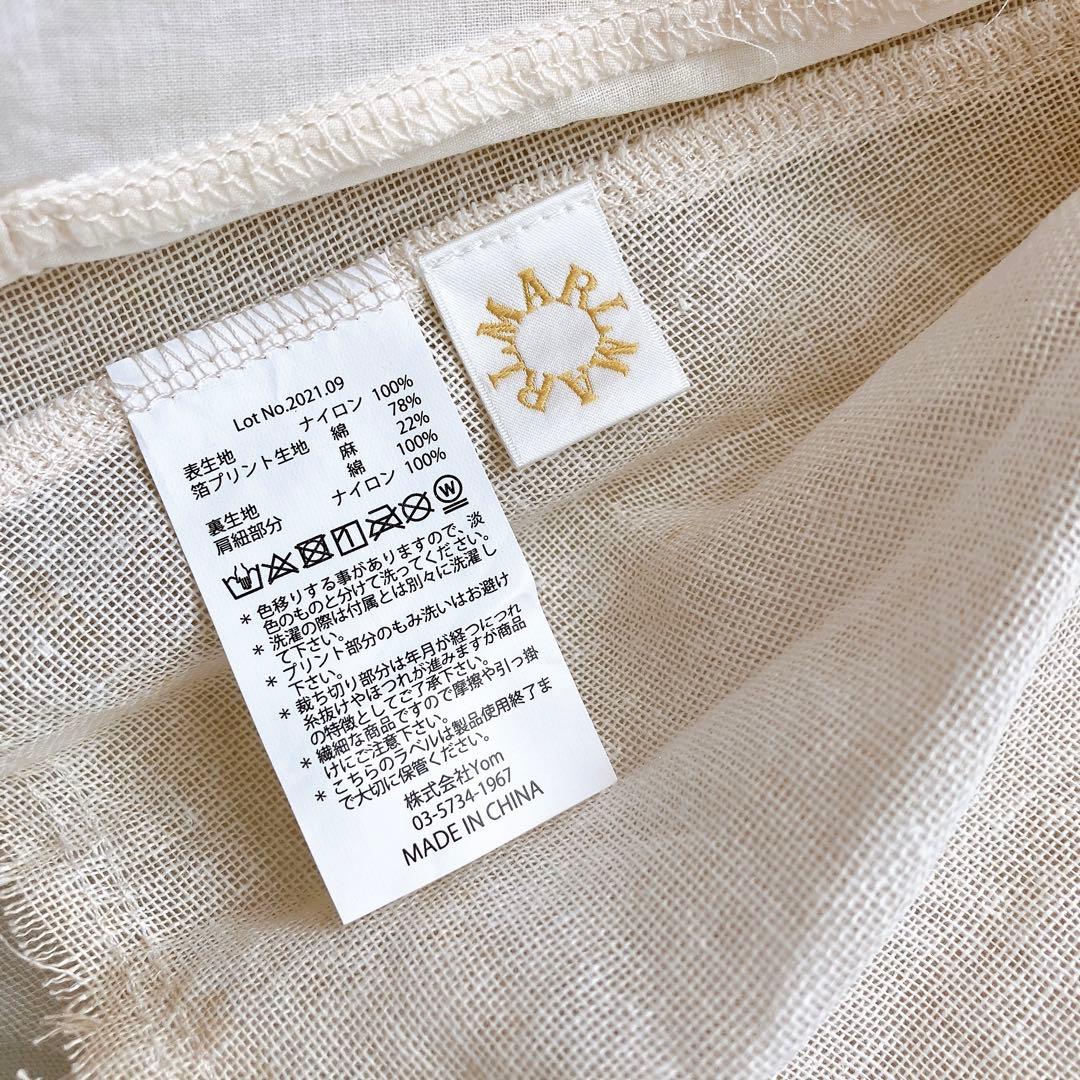 MARLMARL
Lot No.2021.09
表生地 ナイロン 100%
箔プリント生地 綿 78%
麻 22%
裏生地 綿 100%
肩紐部分 ナイロン 100%
W
* 色移りする事がありますので、淡
色のものと分けて洗ってください。
* 洗濯の際は付属とは別々に洗濯し
て下さい。
* プリント部分のもみ洗いはお避け
下さい。
* 裁ち切り部分は年月が経つにつれ
糸抜けやほつれが進みますが商品
の特徴としてご了承下さい。
* 繊細な商品ですので摩擦や引っ掛
けにご注意下さい。
* こちらのラベルは製品使用終了ま
で大切に保管ください。
株式会社Yom
03-5734-1967
MADE IN CHINA